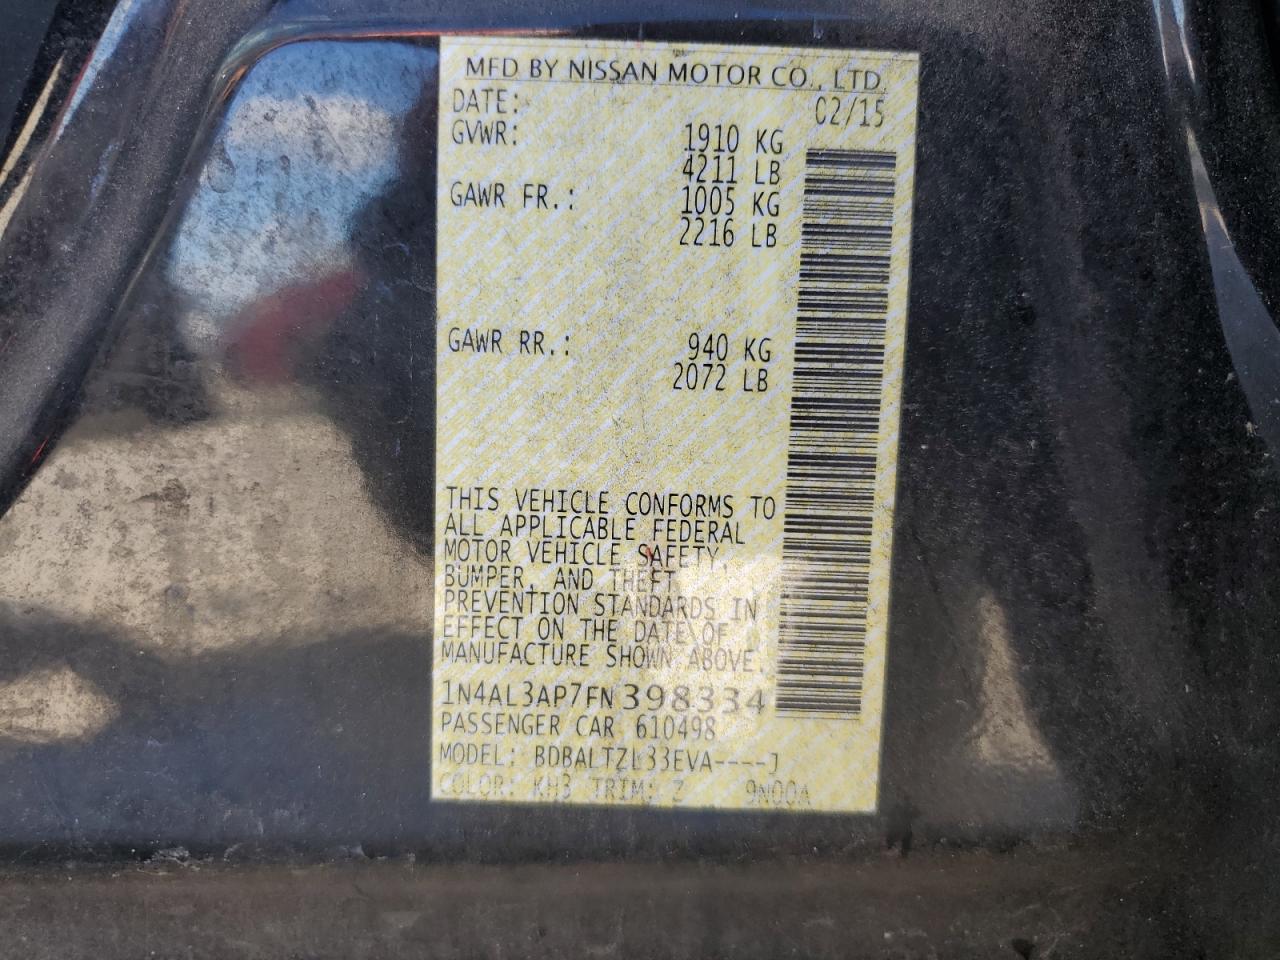 MFD BY NISSAN MOTOR CO., LTD.
DATE: 02/15
GVWR: 1910 KG
4211 LB
GAWR FR.: 1005 KG
2216 LB
GAWR RR.: 940 KG
2072 LB
THIS VEHICLE CONFORMS TO
ALL APPLICABLE FEDERAL
MOTOR VEHICLE SAFETY,
BUMPER, AND THEFT
PREVENTION STANDARDS IN
EFFECT ON THE DATE OF
MANUFACTURE SHOWN ABOVE.
1N4AL3AP7FN398334
PASSENGER CAR 610498
MODEL: BDBALTZL33EVA----J
COLOR: KH3 TRIM: Z 9N00A